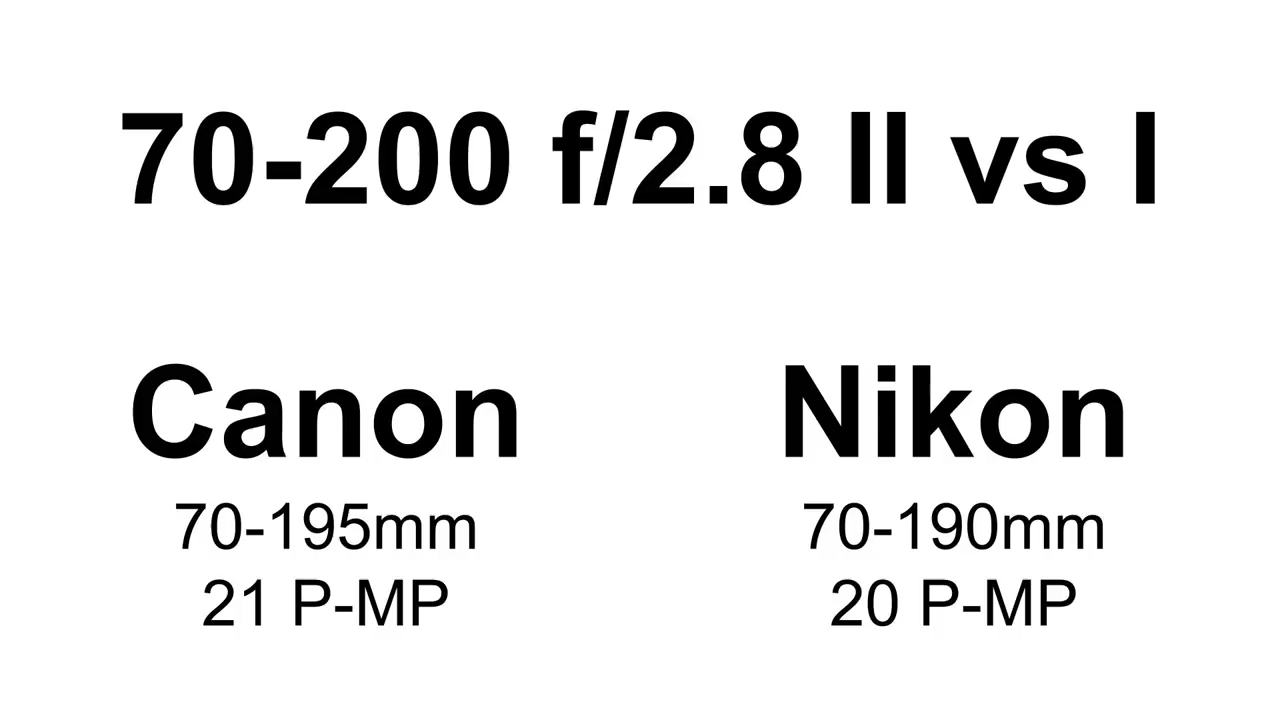 70-200 f/2.8 II vs I
Canon
70-195mm
21 P-MP
Nikon
70-190mm
20 P-MP